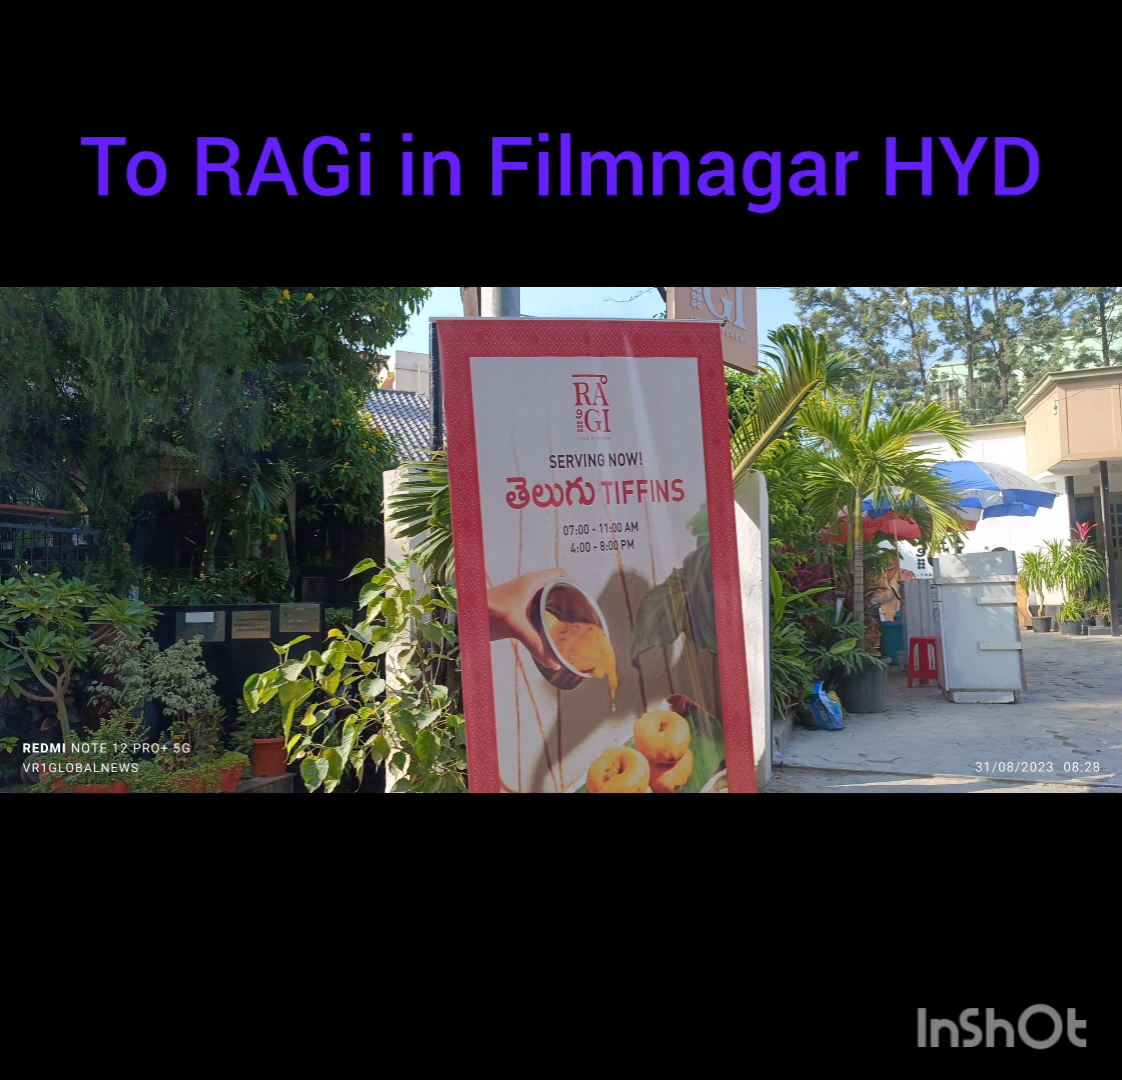 To RAGi in Filmnagar HYD
GI
RA
GI
SERVING NOW!
తెలుగు TIFFINS
07:00 - 11:00 AM
4:00 - 8:00 PM
REDMI NOTE 12 PRO+ 5G
VR1GLOBALNEWS
31/08/2023 08:28
InShOt